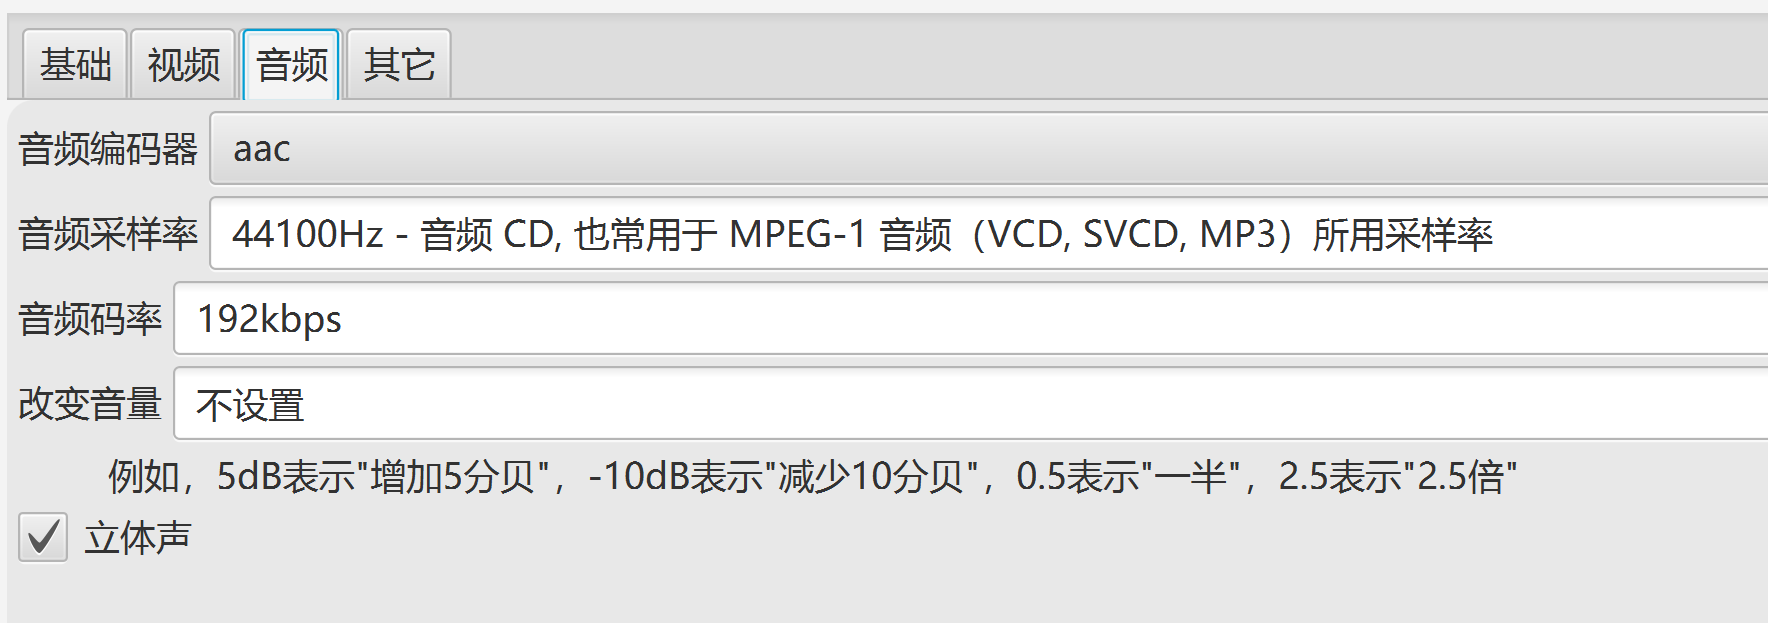 基础 视频 音频 其它
音频编码器 aac
音频采样率 44100Hz - 音频 CD, 也常用于 MPEG-1 音频（VCD, SVCD, MP3）所用采样率
音频码率 192kbps
改变音量 不设置
例如，5dB表示"增加5分贝"，-10dB表示"减少10分贝"，0.5表示"一半"，2.5表示"2.5倍"
立体声